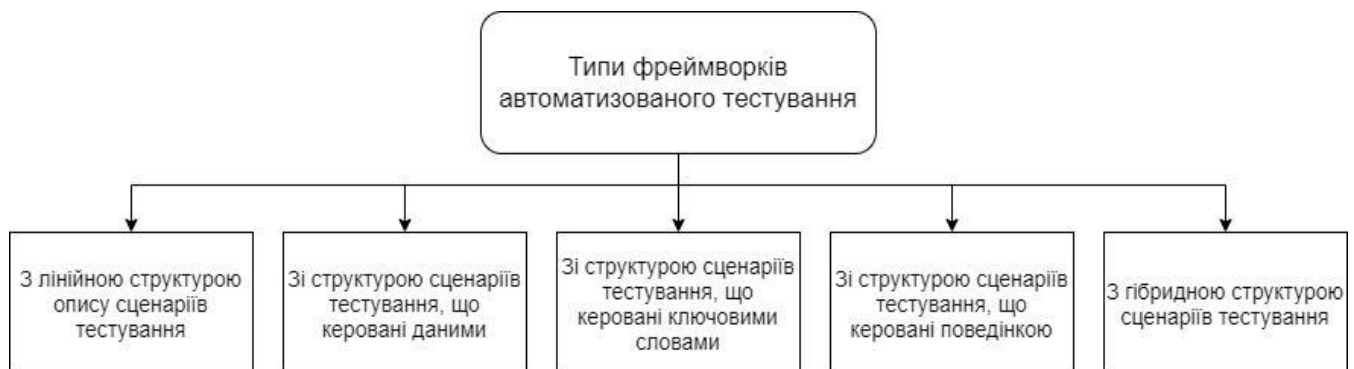 Типи фреймворків
автоматизованого тестування
З лінійною структурою
опису сценаріїв
тестування
Зі структурою сценаріїв
тестування, що
керовані даними
Зі структурою сценаріїв
тестування, що
керовані ключовими
словами
Зі структурою сценаріїв
тестування, що
керовані поведінкою
З гібридною структурою
сценаріїв тестування